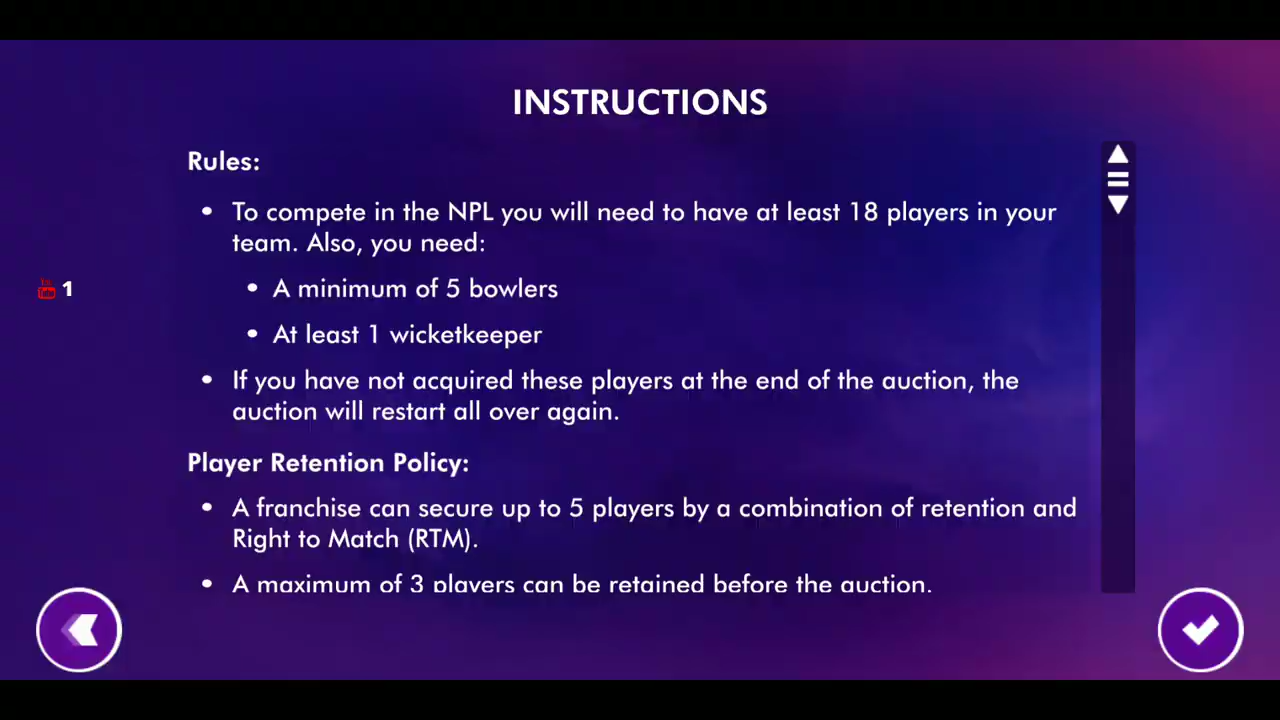 INSTRUCTIONS
Rules:
• To compete in the NPL you will need to have at least 18 players in your
team. Also, you need:
• A minimum of 5 bowlers
1
• At least 1 wicketkeeper
• If you have not acquired these players at the end of the auction, the
auction will restart all over again.
Player Retention Policy:
• A franchise can secure up to 5 players by a combination of retention and
Right to Match (RTM).
• A maximum of 3 players can be retained before the auction.